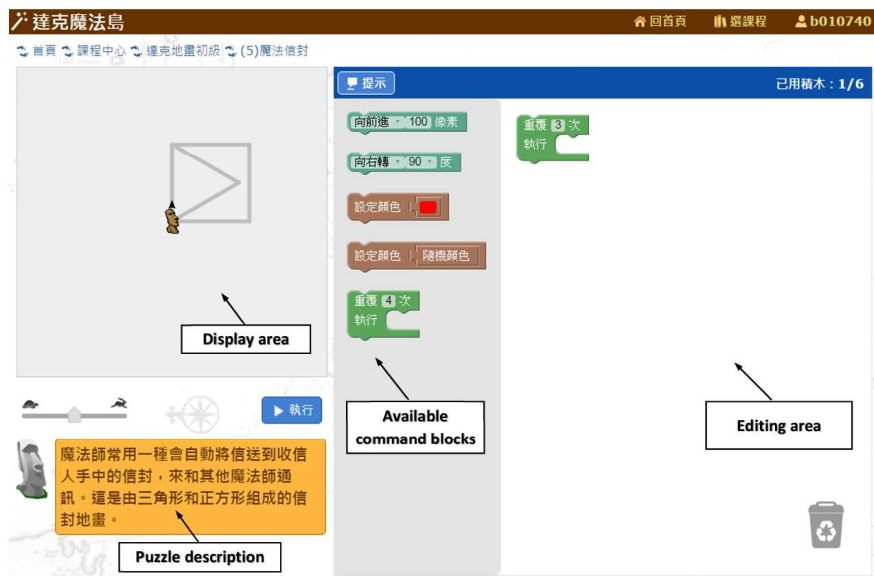 達克魔法島
回首頁
選課程
b010740
首頁 課程中心 達克地畫初級 (5)魔法信封
提示
已用積木：1/6
向前進 100 像素
向右轉 90 度
設定顏色
設定顏色 隨機顏色
重覆 4 次
執行
重覆 3 次
執行
Display area
Available
command blocks
Editing area
執行
魔法師常用一種會自動將信送到收信
人手中的信封，來和其他魔法師通
訊。這是由三角形和正方形組成的信
封地畫。
Puzzle description